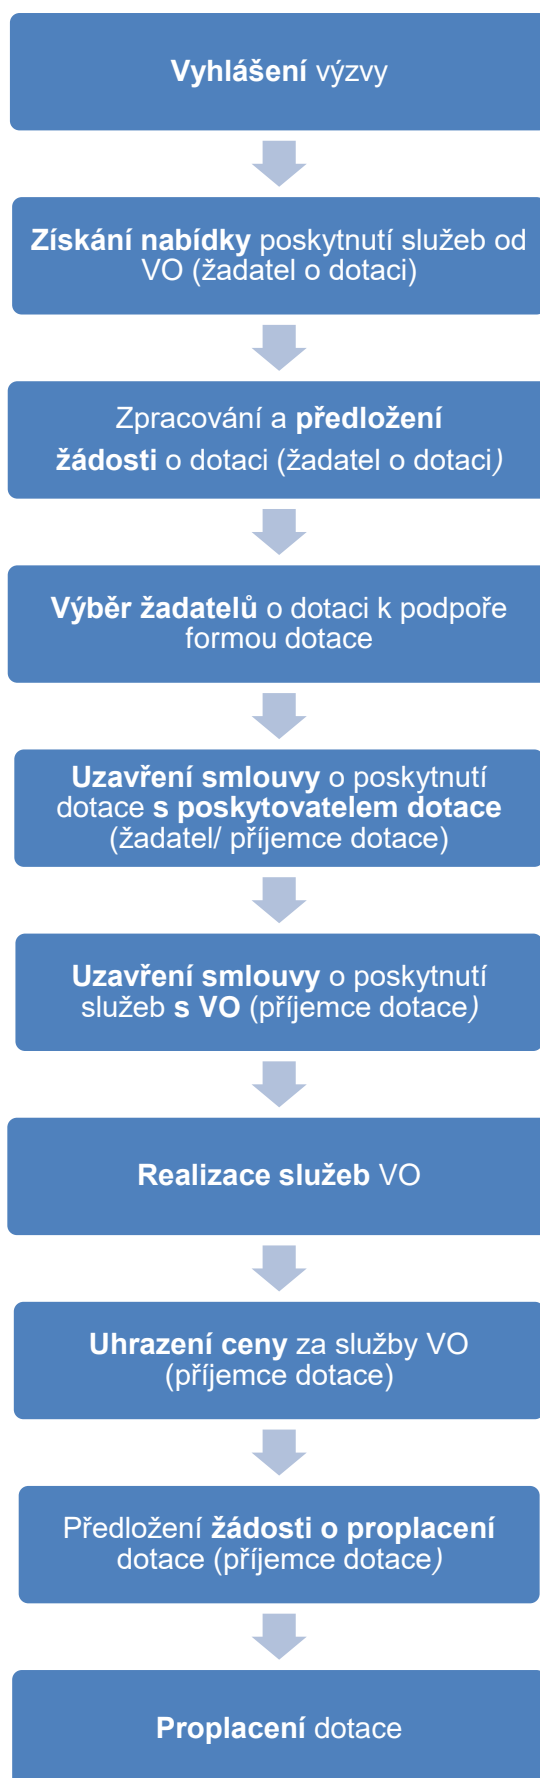 Vyhlášení výzvy
Získání nabídky poskytnutí služeb od
VO (žadatel o dotaci)
Zpracování a předložení
žádosti o dotaci (žadatel o dotaci)
Výběr žadatelů o dotaci k podpoře
formou dotace
Uzavření smlouvy o poskytnutí
dotace s poskytovatelem dotace
(žadatel/ příjemce dotace)
Uzavření smlouvy o poskytnutí
služeb s VO (příjemce dotace)
Realizace služeb VO
Uhrazení ceny za služby VO
(příjemce dotace)
Předložení žádosti o proplacení
dotace (příjemce dotace)
Proplacení dotace